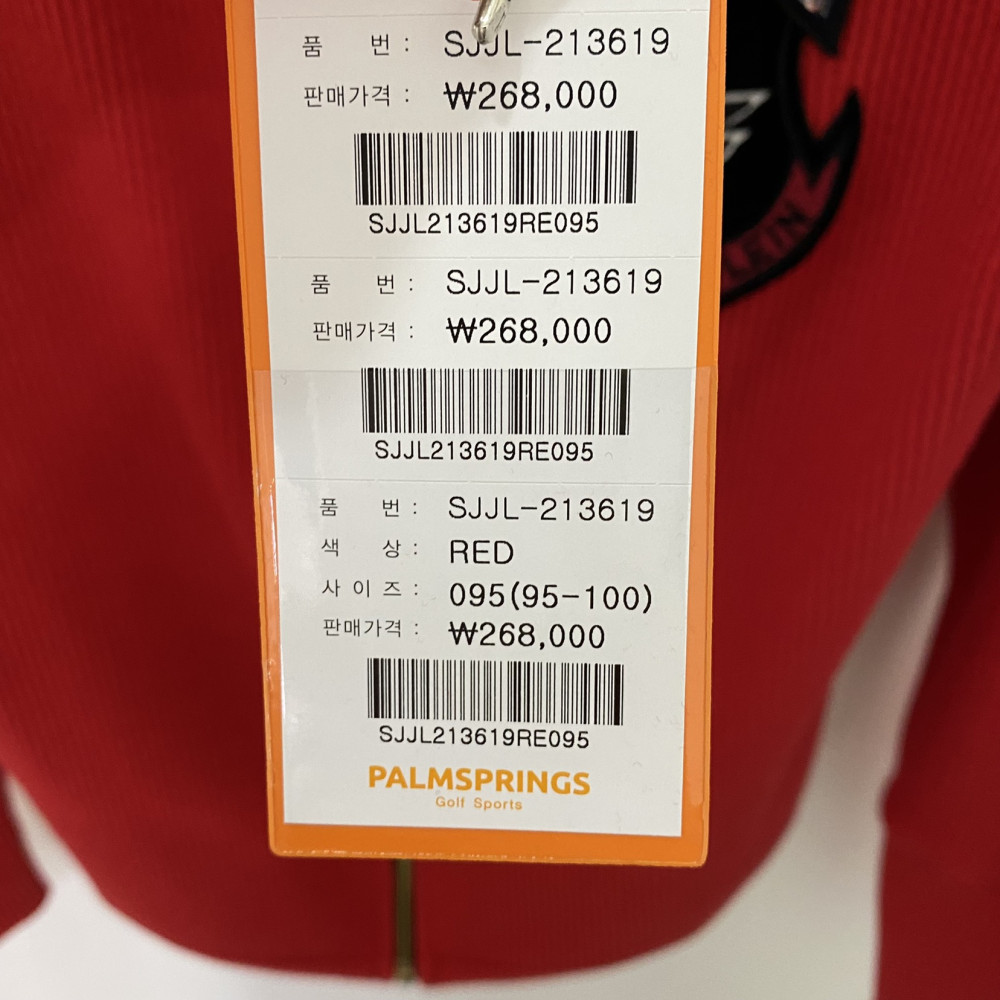 품 번 : SJJL-213619
판매가격 : ₩268,000
SJJL213619RE095
품 번 : SJJL-213619
판매가격 : ₩268,000
SJJL213619RE095
품 번 : SJJL-213619
색 상 : RED
사 이 즈 : 095(95-100)
판매가격 : ₩268,000
SJJL213619RE095
PALMSPRINGS
Golf Sports